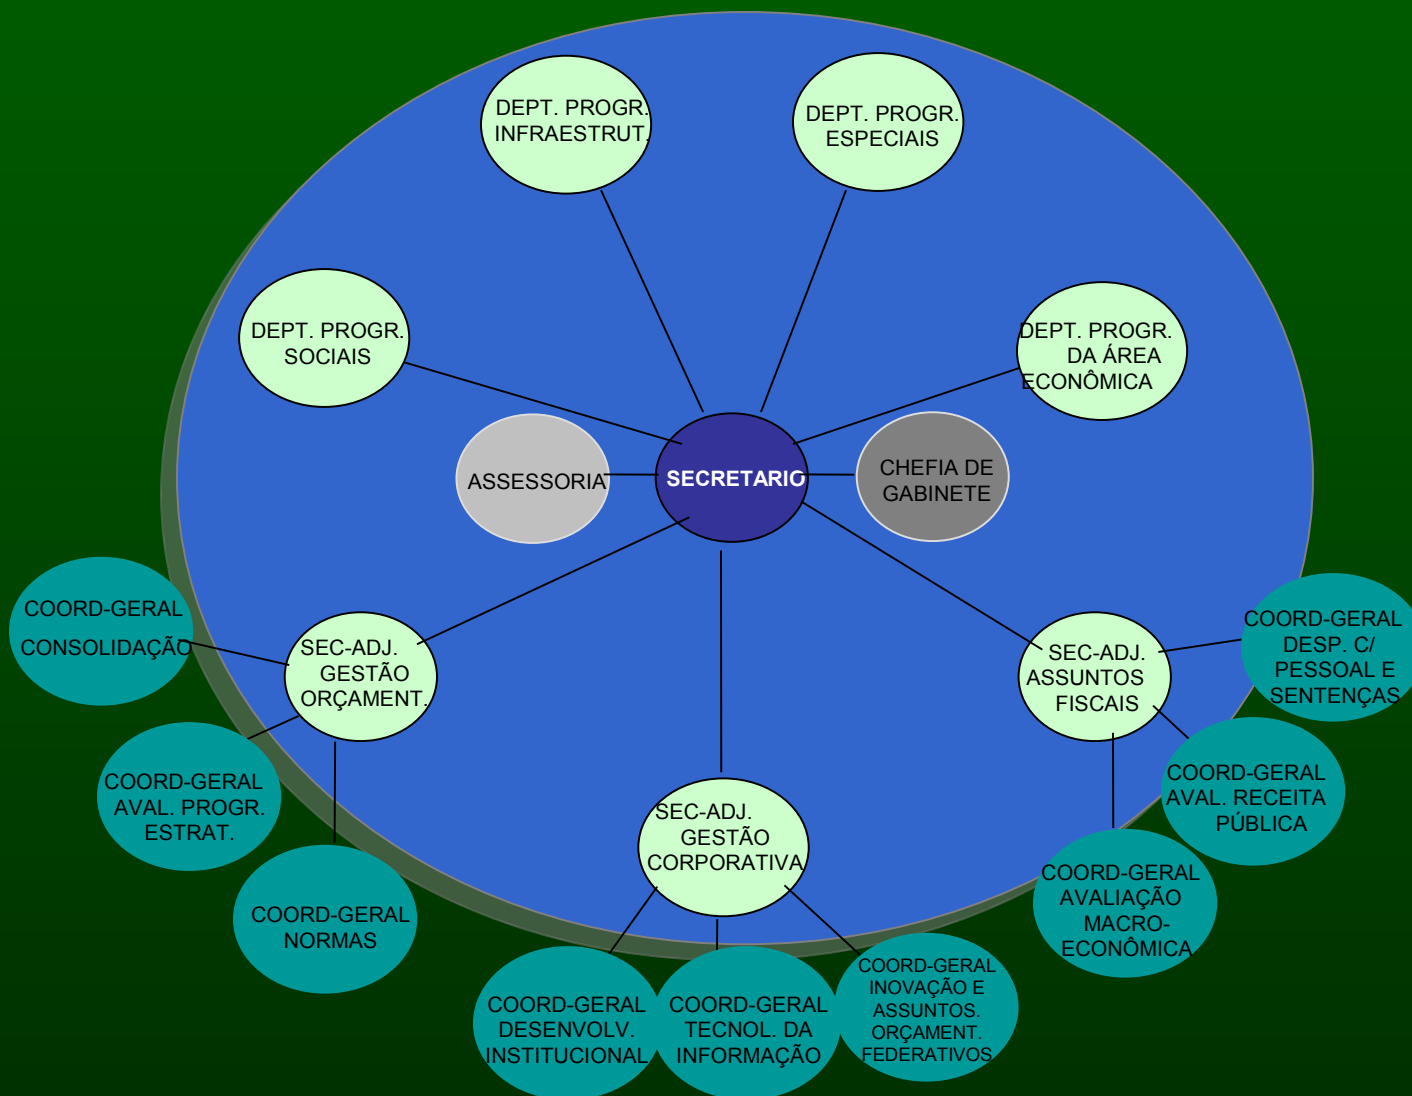 DEPT. PROGR.
INFRAESTRUT.
DEPT. PROGR.
ESPECIAIS
DEPT. PROGR.
SOCIAIS
DEPT. PROGR.
DA ÁREA
ECONÔMICA
ASSESSORIA
SECRETARIO
CHEFIA DE
GABINETE
COORD-GERAL
CONSOLIDAÇÃO
SEC-ADJ.
GESTÃO
ORÇAMENT.
SEC-ADJ.
ASSUNTOS
FISCAIS
COORD-GERAL
DESP. C/
PESSOAL E
SENTENÇAS
COORD-GERAL
AVAL. PROGR.
ESTRAT.
SEC-ADJ.
GESTÃO
CORPORATIVA
COORD-GERAL
AVAL. RECEITA
PÚBLICA
COORD-GERAL
NORMAS
COORD-GERAL
AVALIAÇÃO
MACRO-
ECONÔMICA
COORD-GERAL
DESENVOLV.
INSTITUCIONAL
COORD-GERAL
TECNOL. DA
INFORMAÇÃO
COORD-GERAL
INOVAÇÃO E
ASSUNTOS.
ORÇAMENT.
FEDERATIVOS